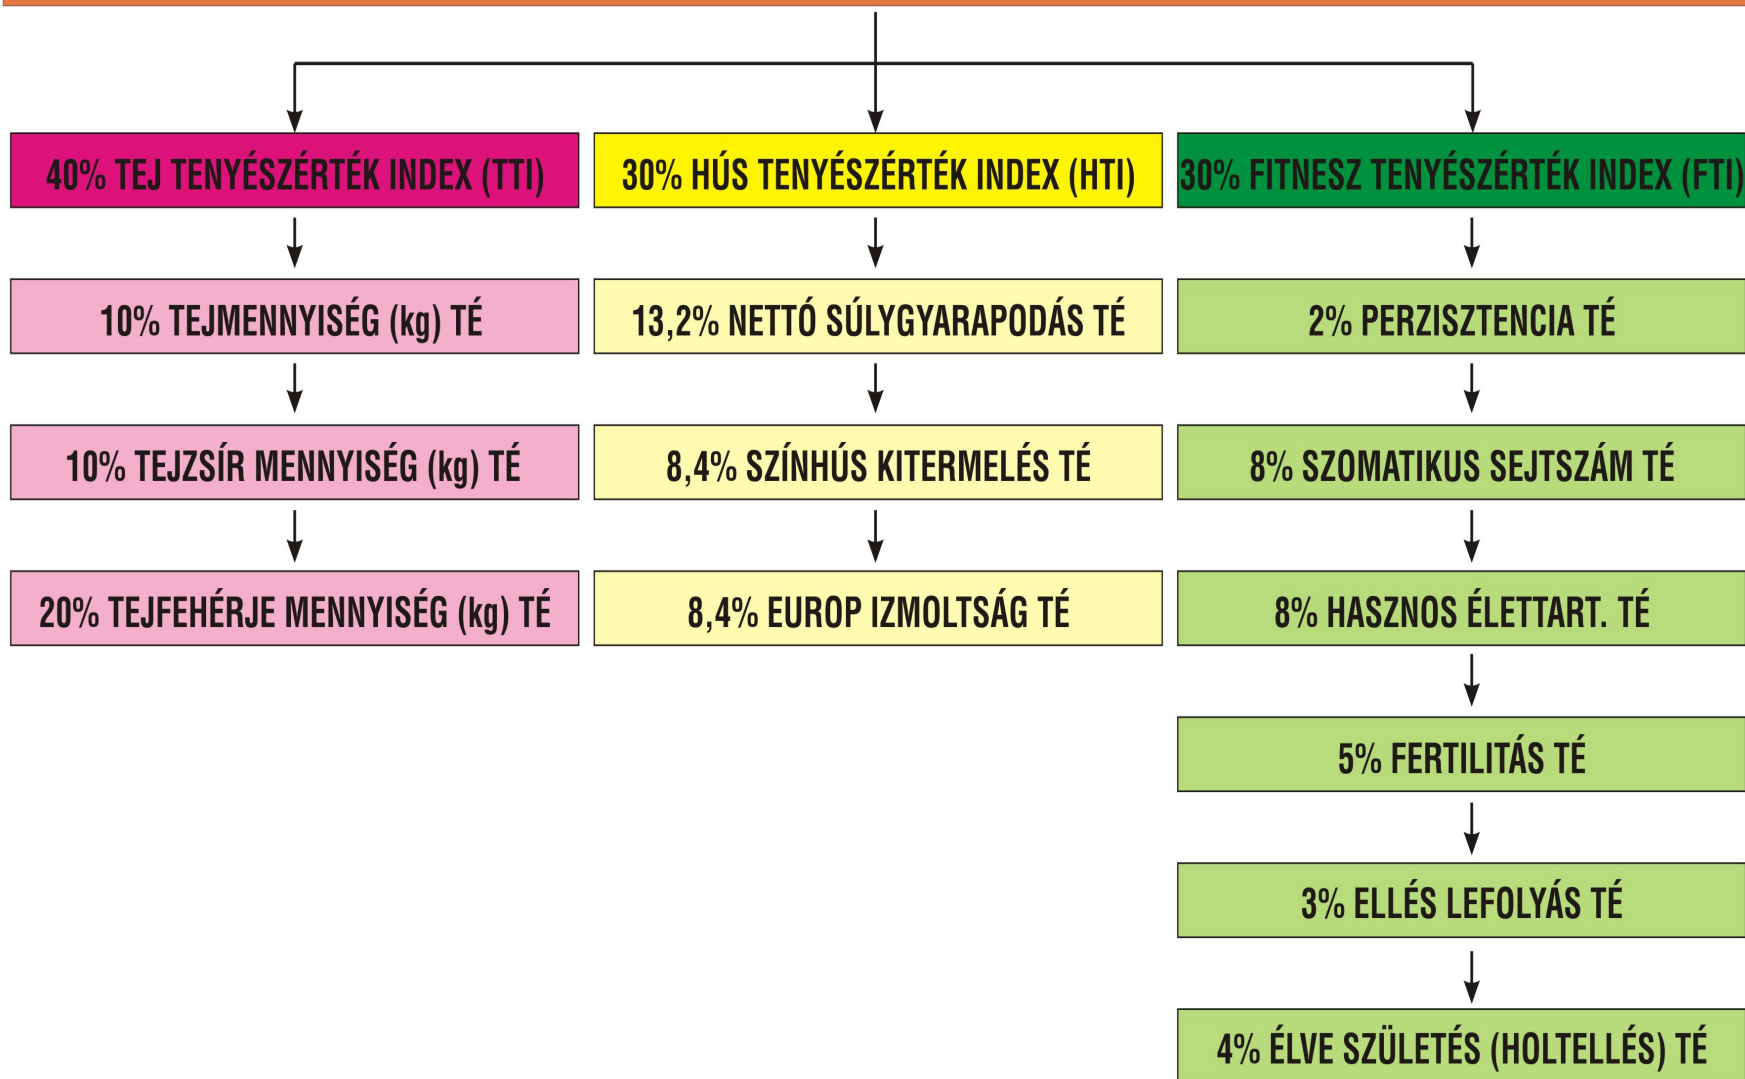 40% TEJ TENYÉSZÉRTÉK INDEX (TTI)
10% TEJMENNYISÉG (kg) TÉ
10% TEJZSÍR MENNYISÉG (kg) TÉ
20% TEJFEHÉRJE MENNYISÉG (kg) TÉ
30% HÚS TENYÉSZÉRTÉK INDEX (HTI)
13,2% NETTÓ SÚLYGYARAPODÁS TÉ
8,4% SZÍNHÚS KITERMELÉS TÉ
8,4% EUROP IZMOLTSÁG TÉ
30% FITNESZ TENYÉSZÉRTÉK INDEX (FTI)
2% PERZISZTENCIA TÉ
8% SZOMATIKUS SEJTSZÁM TÉ
8% HASZNOS ÉLETTART. TÉ
5% FERTILITÁS TÉ
3% ELLÉS LEFOLYÁS TÉ
4% ÉLVE SZÜLETÉS (HOLTELLÉS) TÉ